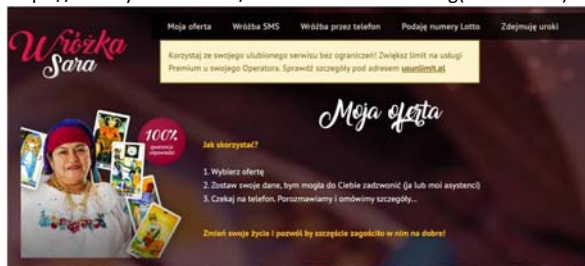 Moja oferta Wróżba SMS Wróżba przez telefon Podaję numery Lotto Zdejmuję uroki
Wróżka
Sara
Korzystaj ze swojego ulubionego serwisu bez ograniczeń! Zwiększ limit na usługi
Premium u swojego Operatora. Sprawdź szczegóły pod adresem usunlimit.pl
Moja oferta
100%
gwarancja
odpowiedzi
Jak skorzystać?
1. Wybierz ofertę
2. Zostaw swoje dane, bym mogła do Ciebie zadzwonić (ja lub moi asystenci)
3. Czekaj na telefon. Porozmawiamy i omówimy szczegóły...
Zmień swoje życie i pozwól by szczęście zagościło w nim na dobre!